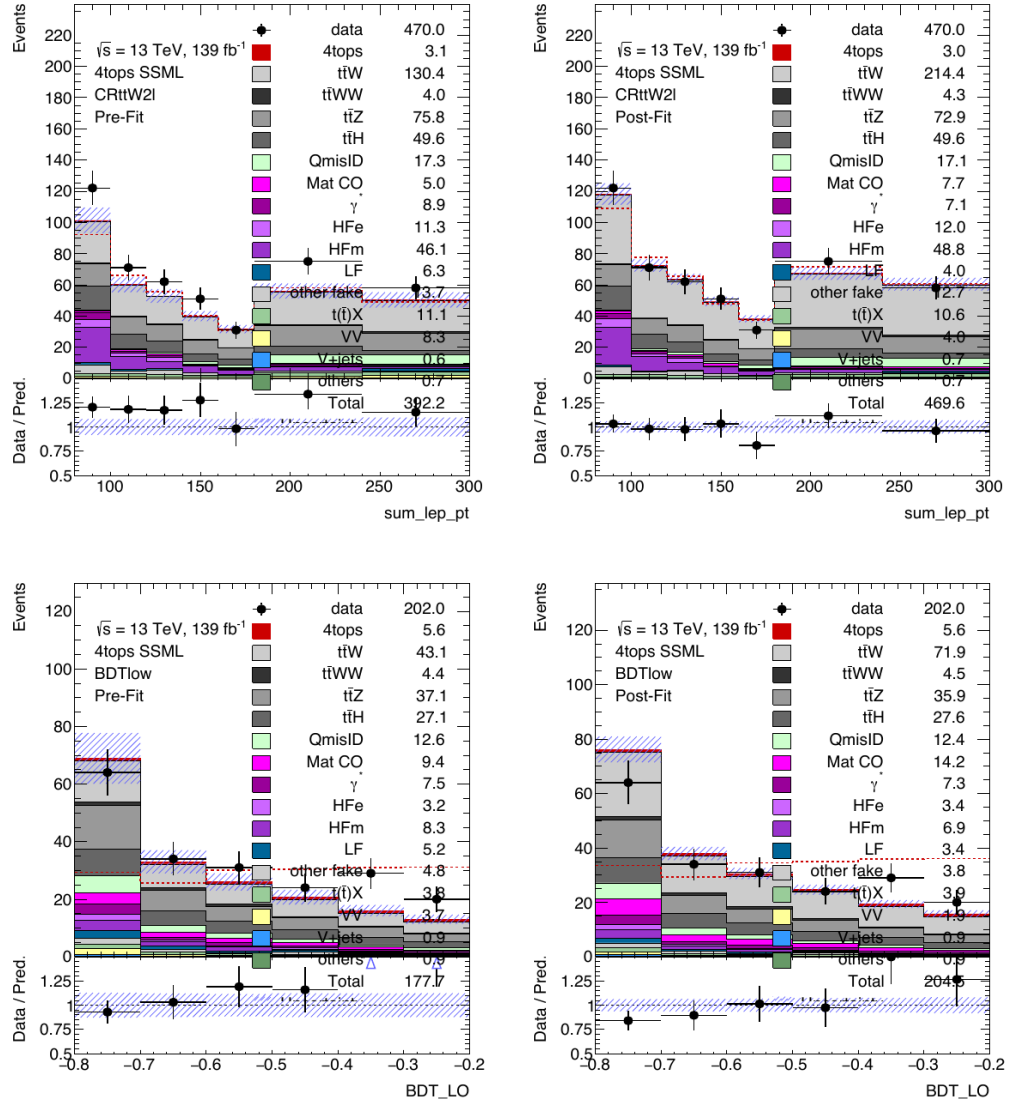 Events
220
200
180
160
140
120
100
80
60
40
20
0
√s = 13 TeV, 139 fb⁻¹
4tops SSML
CRttW2l
Pre-Fit
data 470.0
4tops 3.1
tt̄W 130.4
tt̄WW 4.0
tt̄Z 75.8
tt̄H 49.6
QmisID 17.3
Mat CO 5.0
γ* 8.9
HFe 11.3
HFm 46.1
LF 6.3
other fake 3.7
t(t̄)X 11.1
VV 8.3
V+jets 0.6
others 0.7
Total 392.2
Data / Pred.
1.25
1
0.75
0.5
100 150 200 250 300
sum_lep_pt
Events
220
200
180
160
140
120
100
80
60
40
20
0
√s = 13 TeV, 139 fb⁻¹
4tops SSML
CRttW2l
Post-Fit
data 470.0
4tops 3.0
tt̄W 214.4
tt̄WW 4.3
tt̄Z 72.9
tt̄H 49.6
QmisID 17.1
Mat CO 7.7
γ* 7.1
HFe 12.0
HFm 48.8
LF 4.0
other fake 2.7
t(t̄)X 10.6
VV 4.0
V+jets 0.7
others 0.7
Total 469.6
Data / Pred.
1.25
1
0.75
0.5
100 150 200 250 300
sum_lep_pt
Events
120
100
80
60
40
20
0
√s = 13 TeV, 139 fb⁻¹
4tops SSML
BDTlow
Pre-Fit
data 202.0
4tops 5.6
tt̄W 43.1
tt̄WW 4.4
tt̄Z 37.1
tt̄H 27.1
QmisID 12.6
Mat CO 9.4
γ* 7.5
HFe 3.2
HFm 8.3
LF 5.2
other fake 4.8
t(t̄)X 3.8
VV 3.7
V+jets 0.9
others 0.9
Total 177.7
Data / Pred.
1.25
1
0.75
0.5
−0.8 −0.7 −0.6 −0.5 −0.4 −0.3 −0.2
BDT_LO
Events
120
100
80
60
40
20
0
√s = 13 TeV, 139 fb⁻¹
4tops SSML
BDTlow
Post-Fit
data 202.0
4tops 5.6
tt̄W 71.9
tt̄WW 4.5
tt̄Z 35.9
tt̄H 27.6
QmisID 12.4
Mat CO 14.2
γ* 7.3
HFe 3.4
HFm 6.9
LF 3.4
other fake 3.8
t(t̄)X 3.9
VV 1.9
V+jets 0.9
others 0.9
Total
Data / Pred.
1.25
1
0.75
0.5
−0.8 −0.7 −0.6 −0.5 −0.4 −0.3 −0.2
BDT_LO